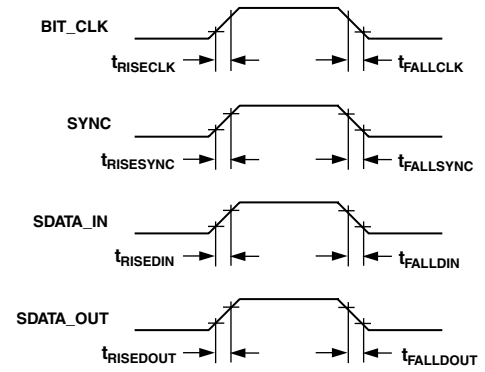 BIT_CLK
tRISECLK
tFALLCLK
SYNC
tRISESYNC
tFALLSYNC
SDATA_IN
tRISEDIN
tFALLDIN
SDATA_OUT
tRISEDOUT
tFALLDOUT